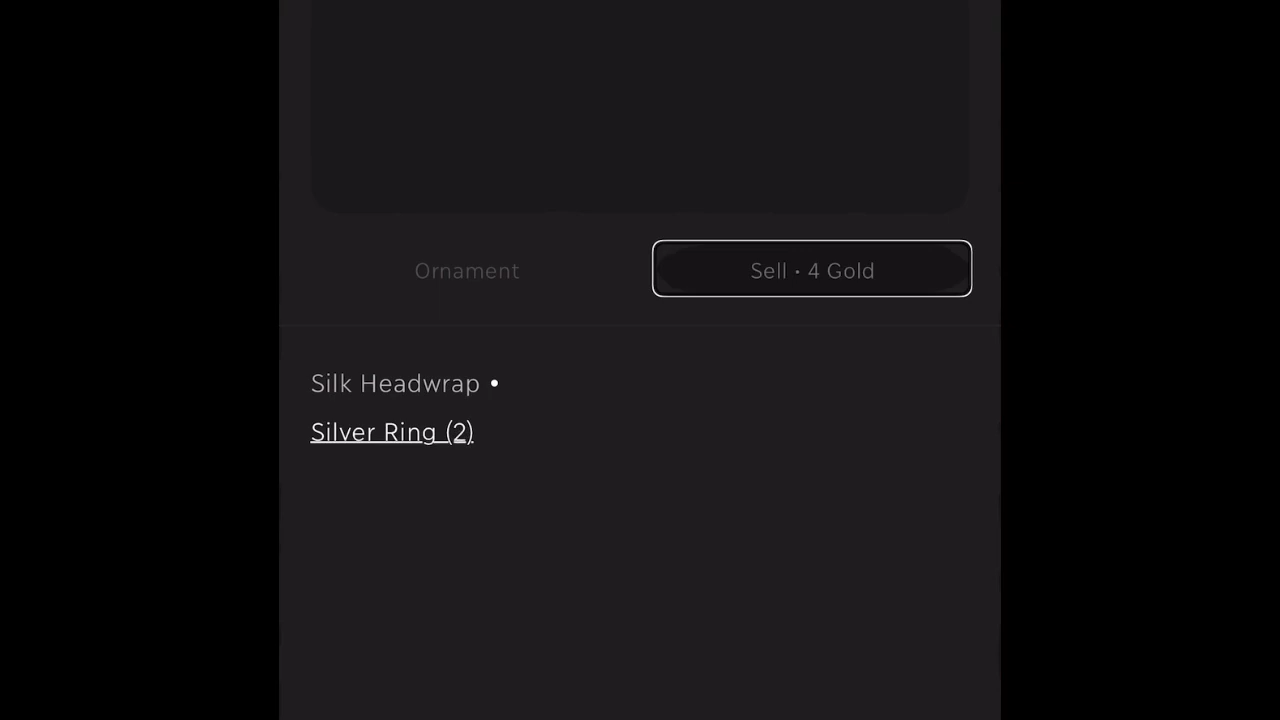 Ornament
Sell • 4 Gold
Silk Headwrap •
Silver Ring (2)